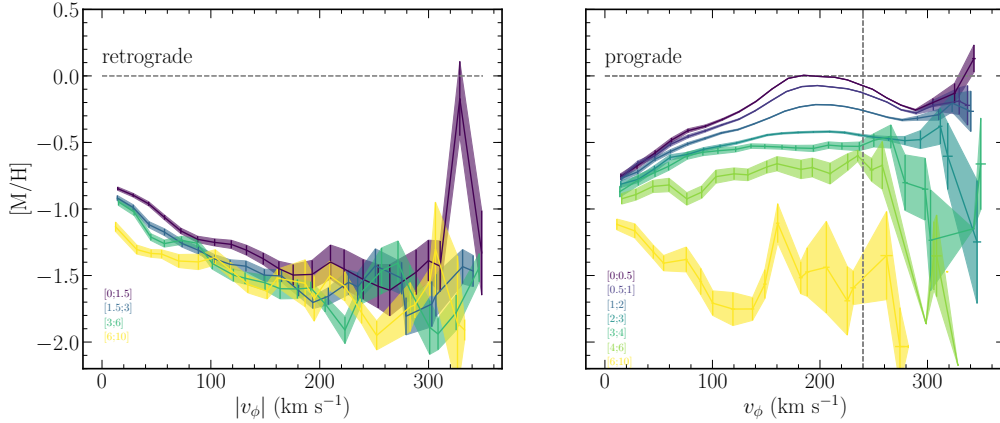 0.5
0.0
−0.5
−1.0
−1.5
−2.0
[M/H]
retrograde
[0;1.5]
[1.5;3]
[3;6]
[6;10]
0 100 200 300
|v_ϕ| (km s⁻¹)
prograde
[0;0.5]
[0.5;1]
[1;2]
[2;3]
[3;4]
[4;6]
[6;10]
0 100 200 300
v_ϕ (km s⁻¹)